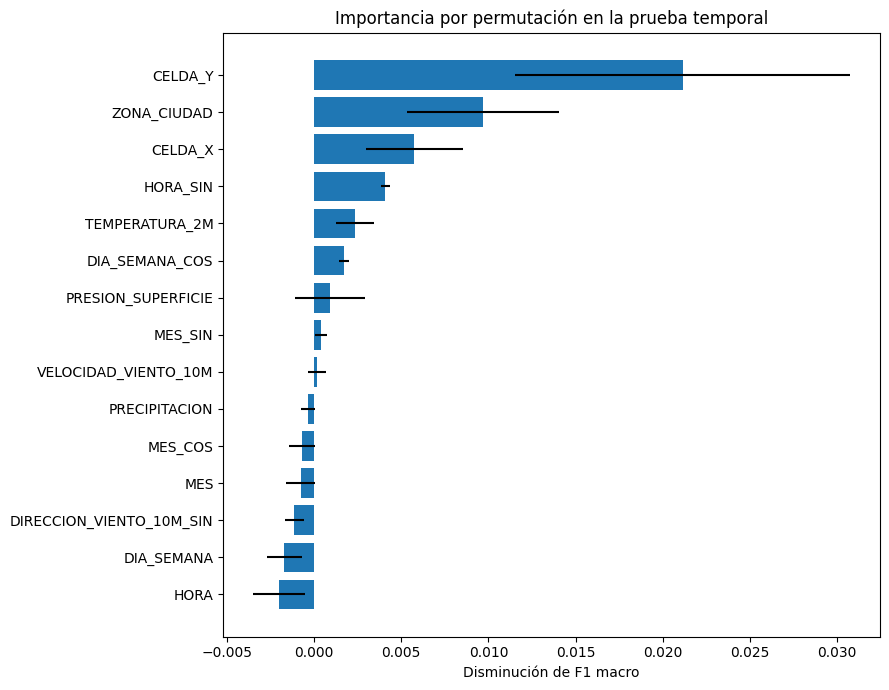 Importancia por permutación en la prueba temporal
CELDA_Y
ZONA_CIUDAD
CELDA_X
HORA_SIN
TEMPERATURA_2M
DIA_SEMANA_COS
PRESION_SUPERFICIE
MES_SIN
VELOCIDAD_VIENTO_10M
PRECIPITACION
MES_COS
MES
DIRECCION_VIENTO_10M_SIN
DIA_SEMANA
HORA
−0.005 0.000 0.005 0.010 0.015 0.020 0.025 0.030
Disminución de F1 macro